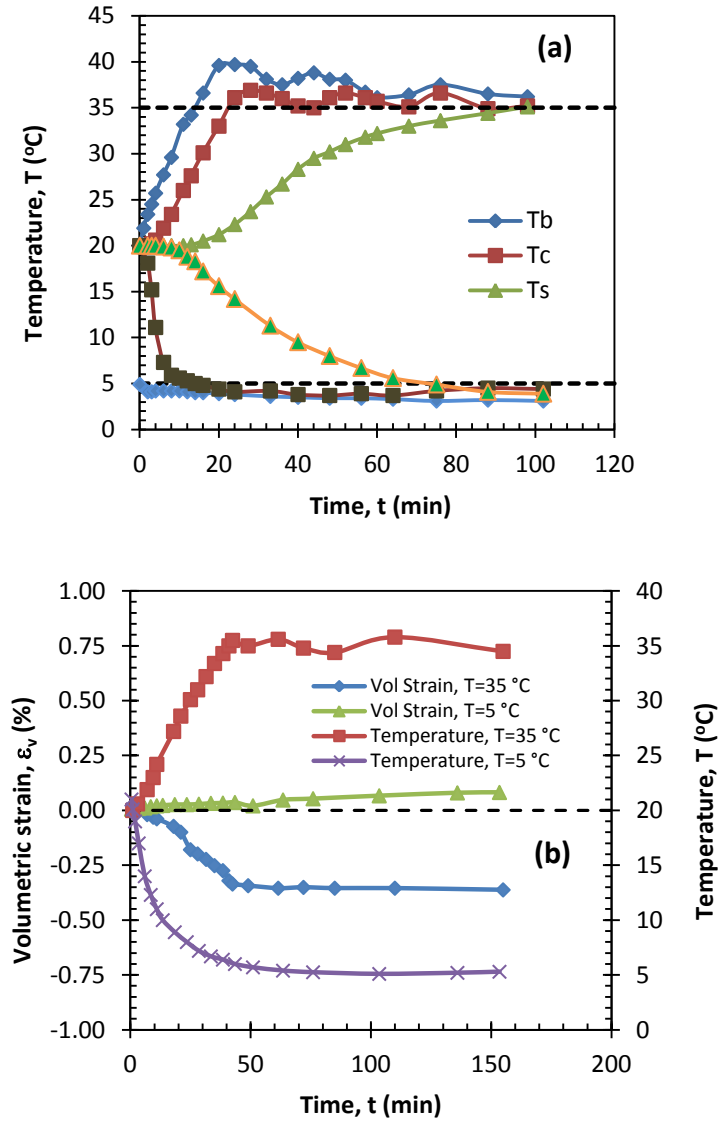 45
40
35
30
25
20
15
10
5
0
0
20
40
60
80
100
120
Temperature, T (ºC)
Time, t (min)
(a)
Tb
Tc
Ts
1.00
0.75
0.50
0.25
0.00
-0.25
-0.50
-0.75
-1.00
40
35
30
25
20
15
10
5
0
0
50
100
150
200
Volumetric strain, εv (%)
Temperature, T (ºC)
Time, t (min)
Vol Strain, T=35 °C
Vol Strain, T=5 °C
Temperature, T=35 °C
Temperature, T=5 °C
(b)